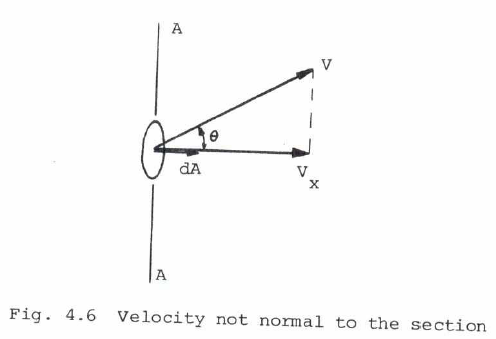 A
V
θ
dA
V
x
A
Fig. 4.6 Velocity not normal to the section